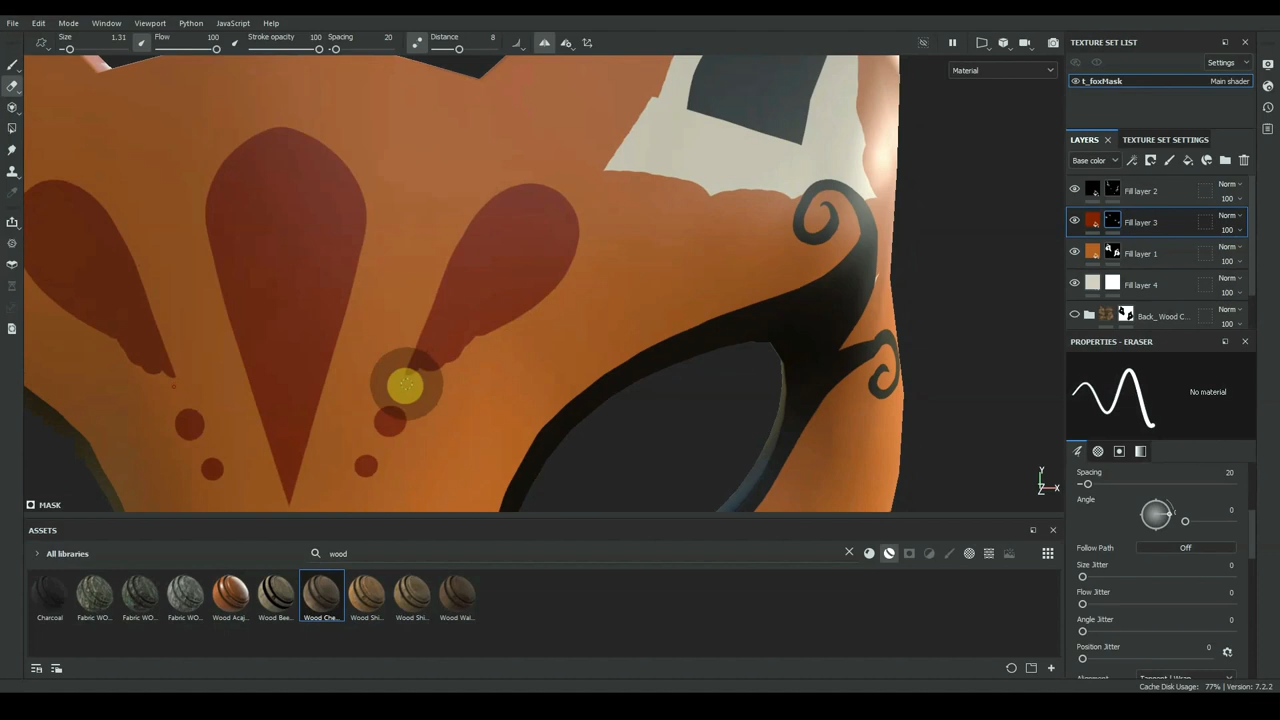 File Edit Mode Window Viewport Python JavaScript Help
Size 1.31 Flow 100 Stroke opacity 100 Spacing 20 Distance 8
Material
MASK
Y
Z X
TEXTURE SET LIST
Settings
t_foxMask Main shader
LAYERS TEXTURE SET SETTINGS
Base color
Fill layer 2 Norm
100
Fill layer 3 Norm
100
Fill layer 1 Norm
100
Fill layer 4 Norm
100
Back_ Wood C... Norm
100
PROPERTIES - ERASER
No material
Spacing 20
Angle
0
Follow Path Off
Size Jitter 0
Flow Jitter 0
Angle Jitter 0
Position Jitter 0
Alignment Tangent | Wrap
ASSETS
All libraries wood
Charcoal Fabric WO... Fabric WO... Fabric WO... Wood Acaj... Wood Bee... Wood Che... Wood Shi... Wood Shi... Wood Wal...
Cache Disk Usage: 77% | Version: 7.2.2